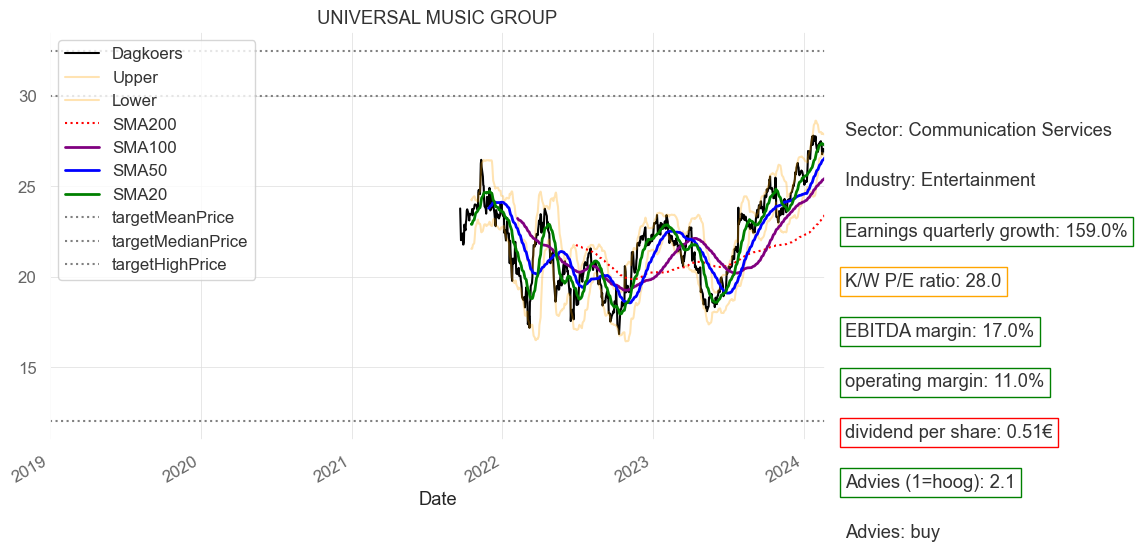 UNIVERSAL MUSIC GROUP
Dagkoers
Upper
Lower
SMA200
SMA100
SMA50
SMA20
targetMeanPrice
targetMedianPrice
targetHighPrice
30
25
20
15
2019
2020
2021
2022
2023
2024
Date
Sector: Communication Services
Industry: Entertainment
Earnings quarterly growth: 159.0%
K/W P/E ratio: 28.0
EBITDA margin: 17.0%
operating margin: 11.0%
dividend per share: 0.51€
Advies (1=hoog): 2.1
Advies: buy